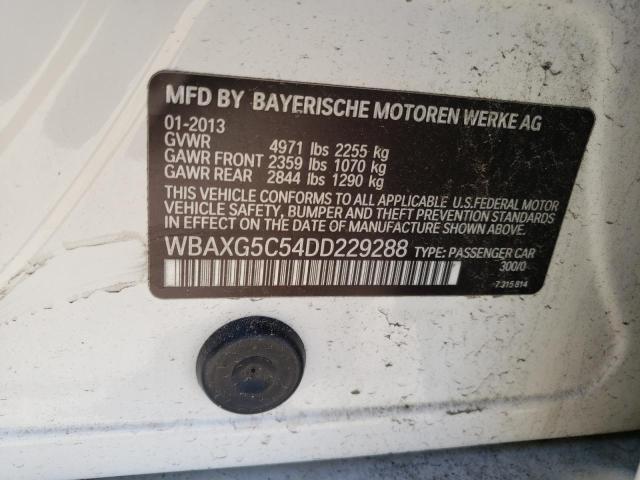 MFD BY BAYERISCHE MOTOREN WERKE AG
01-2013
GVWR 4971 lbs 2255 kg
GAWR FRONT 2359 lbs 1070 kg
GAWR REAR 2844 lbs 1290 kg
THIS VEHICLE CONFORMS TO ALL APPLICABLE U.S.FEDERAL MOTOR
VEHICLE SAFETY, BUMPER AND THEFT PREVENTION STANDARDS
IN EFFECT ON THE DATE OF MANUFACTURE SHOWN ABOVE.
WBAXG5C54DD229288 TYPE: PASSENGER CAR
300/0
7 315 814